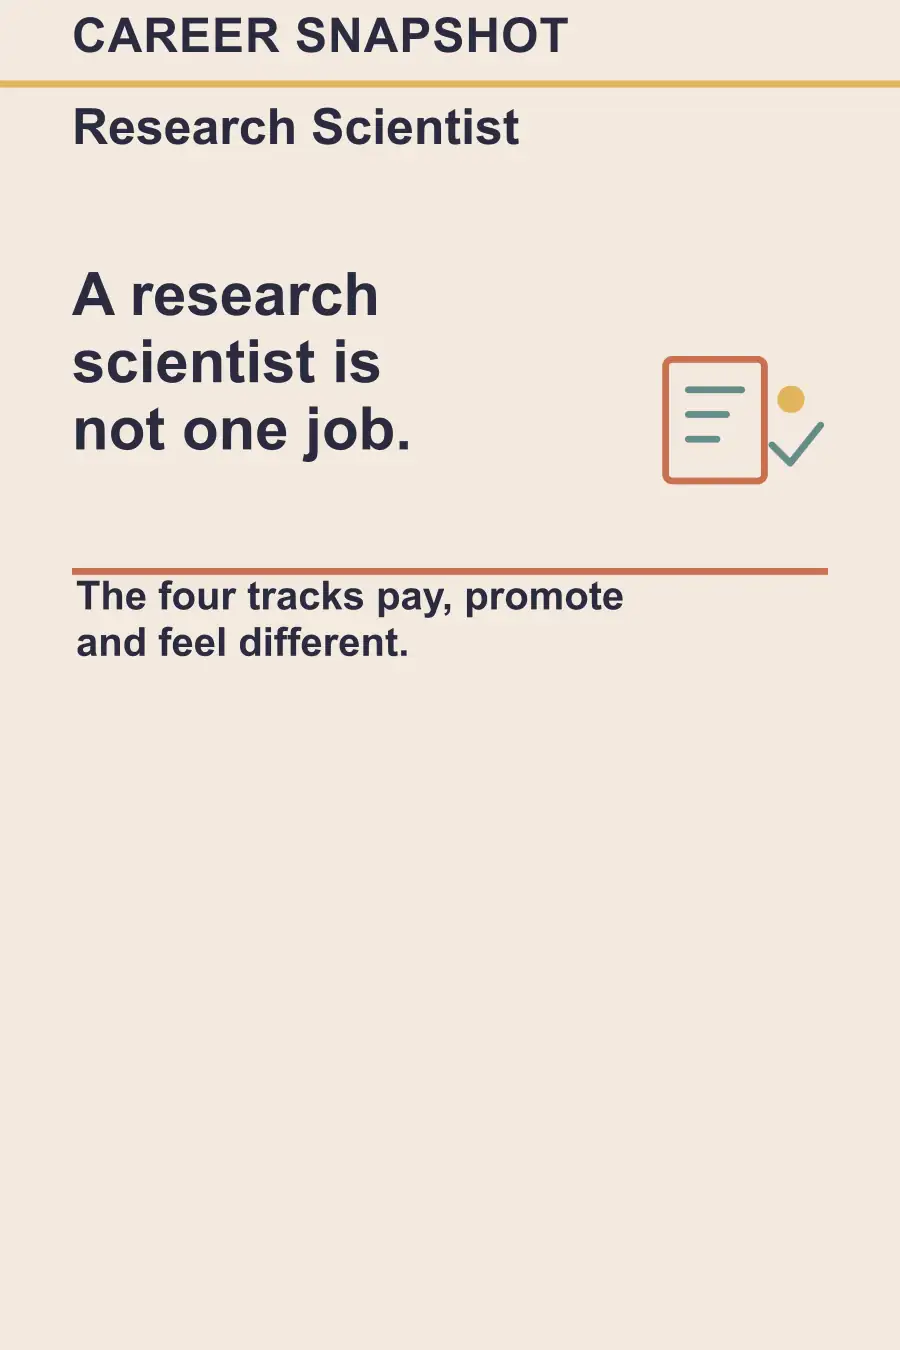 CAREER SNAPSHOT
Research Scientist
A research
scientist is
not one job.
The four tracks pay, promote
and feel different.